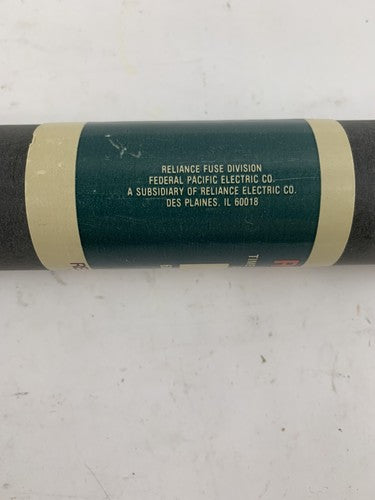 RELIANCE FUSE DIVISION
FEDERAL PACIFIC ELECTRIC CO.
A SUBSIDIARY OF RELIANCE ELECTRIC CO.
DES PLAINES, IL 60018